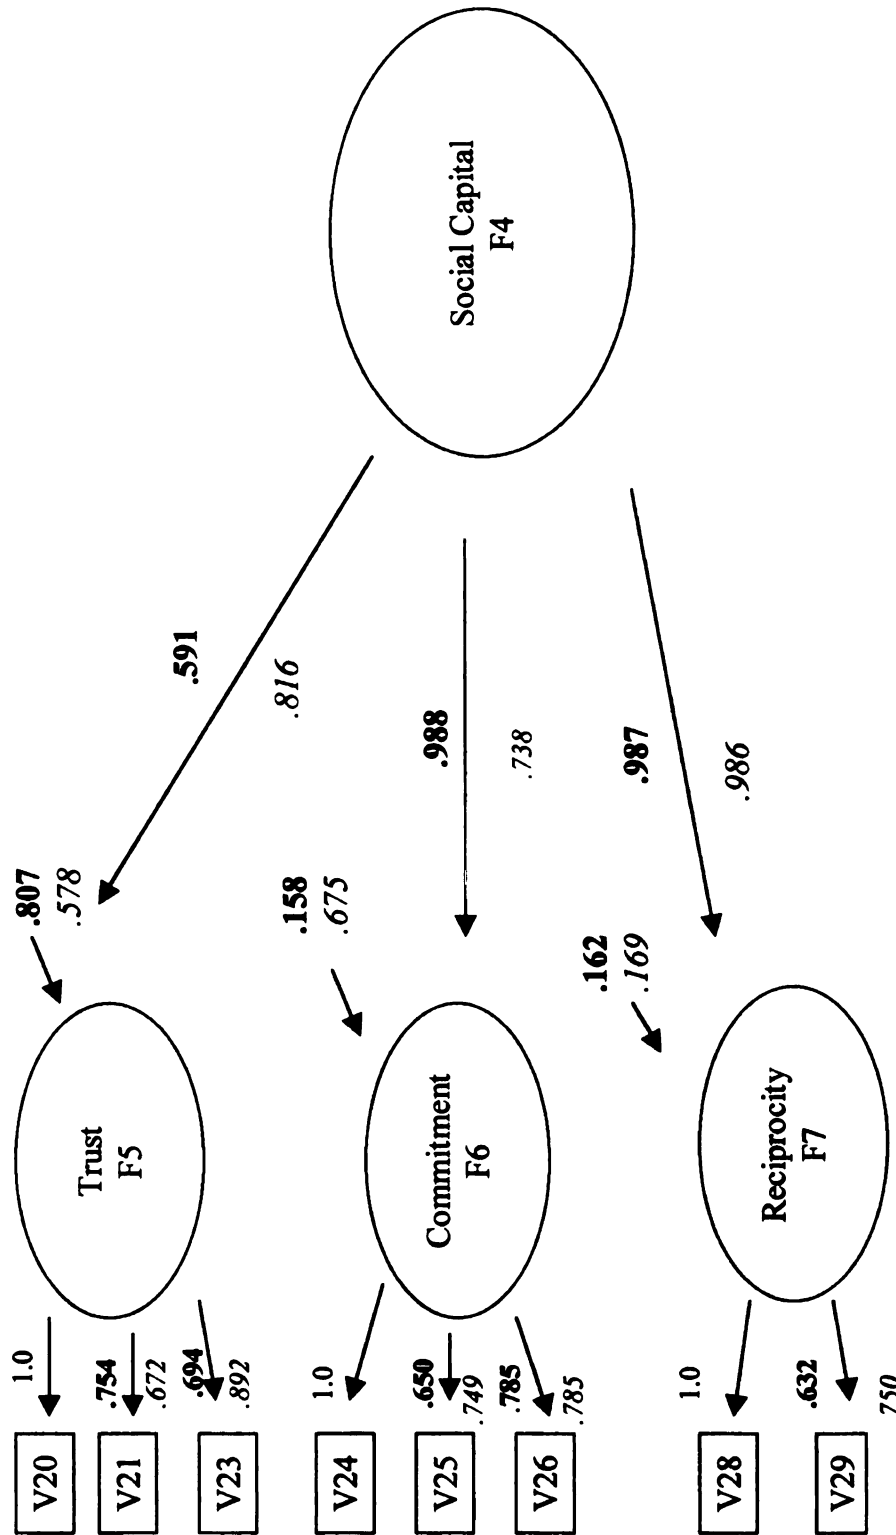 Social Capital
F4
.591
.816
.988
.738
.987
.986
.807
.578
.158
.675
.162
.169
Trust
F5
Commitment
F6
Reciprocity
F7
1.0
.754
.672
.694
.892
1.0
.650
.749
.785
.785
1.0
.632
.750
V20
V21
V23
V24
V25
V26
V28
V29